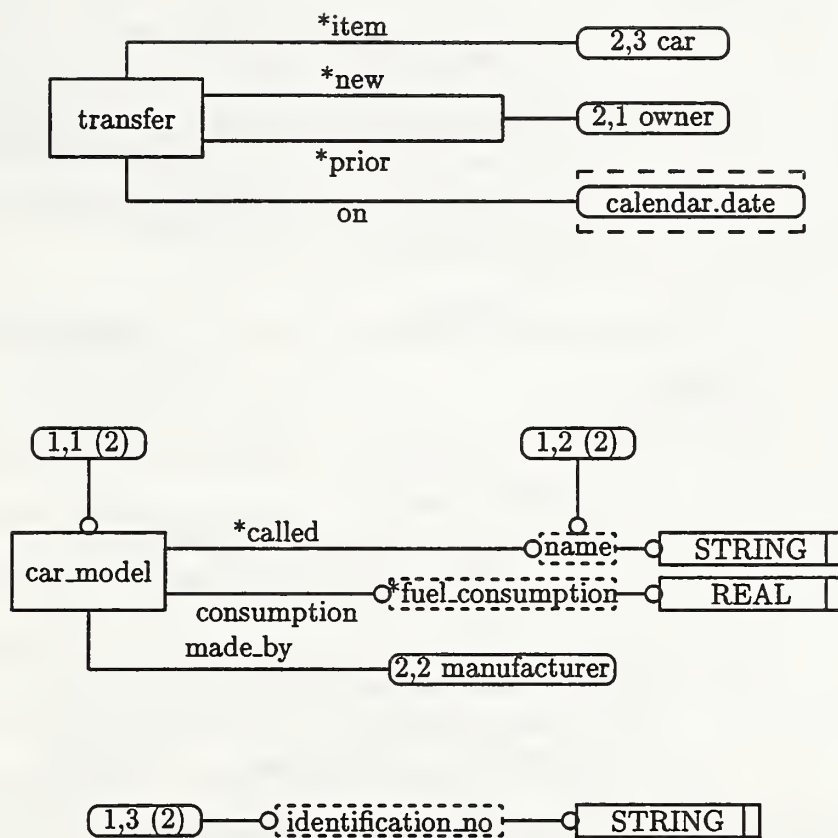 *item
2,3 car
*new
transfer
2,1 owner
*prior
calendar.date
on
1,1 (2)
1,2 (2)
*called
name
STRING
car_model
*fuel_consumption
REAL
consumption
made_by
2,2 manufacturer
1,3 (2)
identification_no
STRING